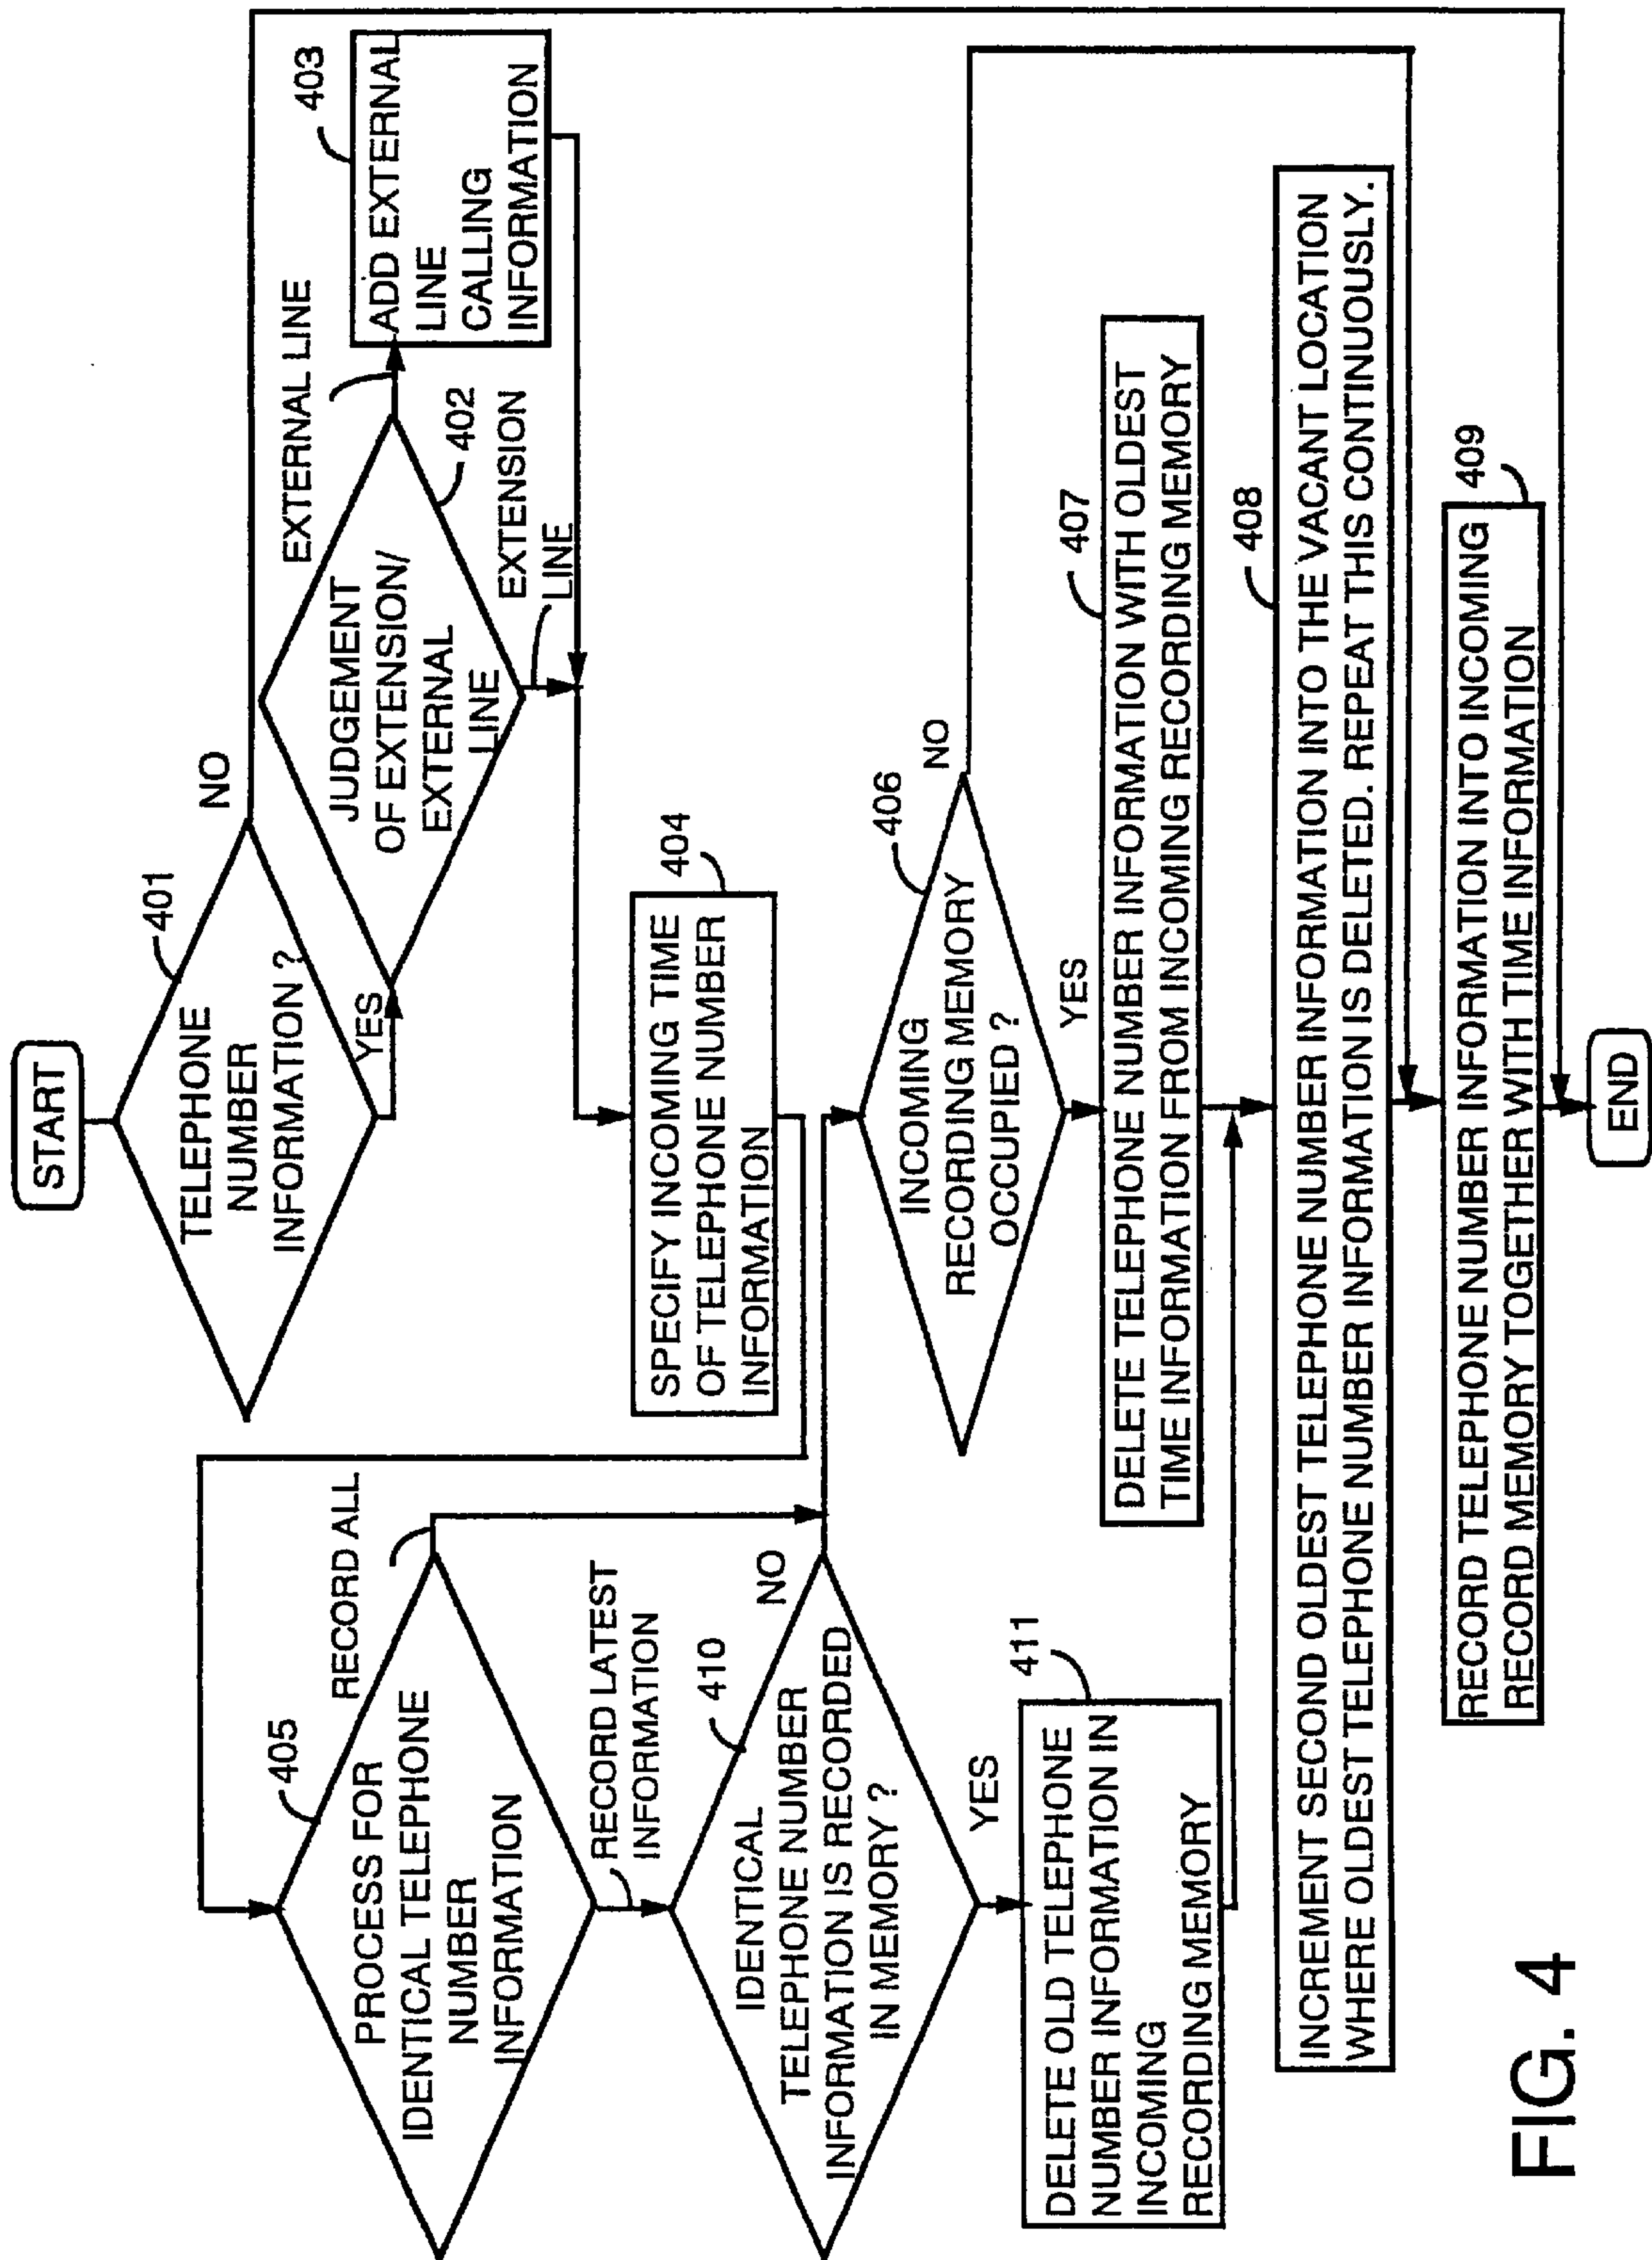 START
401
TELEPHONE
NUMBER
INFORMATION ?
NO
YES
JUDGEMENT
OF EXTENSION/
EXTERNAL
LINE
402
EXTERNAL LINE
EXTENSION
LINE
403
ADD EXTERNAL
LINE
CALLING
INFORMATION
404
SPECIFY INCOMING TIME
OF TELEPHONE NUMBER
INFORMATION
405
PROCESS FOR
IDENTICAL TELEPHONE
NUMBER
INFORMATION
RECORD ALL
RECORD LATEST
INFORMATION
410
IDENTICAL
TELEPHONE NUMBER
INFORMATION IS RECORDED
IN MEMORY ?
NO
YES
411
DELETE OLD TELEPHONE
NUMBER INFORMATION IN
INCOMING
RECORDING MEMORY
406
INCOMING
RECORDING MEMORY
OCCUPIED ?
NO
YES
407
DELETE TELEPHONE NUMBER INFORMATION WITH OLDEST
TIME INFORMATION FROM INCOMING RECORDING MEMORY
408
INCREMENT SECOND OLDEST TELEPHONE NUMBER INFORMATION INTO THE VACANT LOCATION
WHERE OLDEST TELEPHONE NUMBER INFORMATION IS DELETED. REPEAT THIS CONTINUOUSLY.
409
RECORD TELEPHONE NUMBER INFORMATION INTO INCOMING
RECORD MEMORY TOGETHER WITH TIME INFORMATION
END
FIG. 4